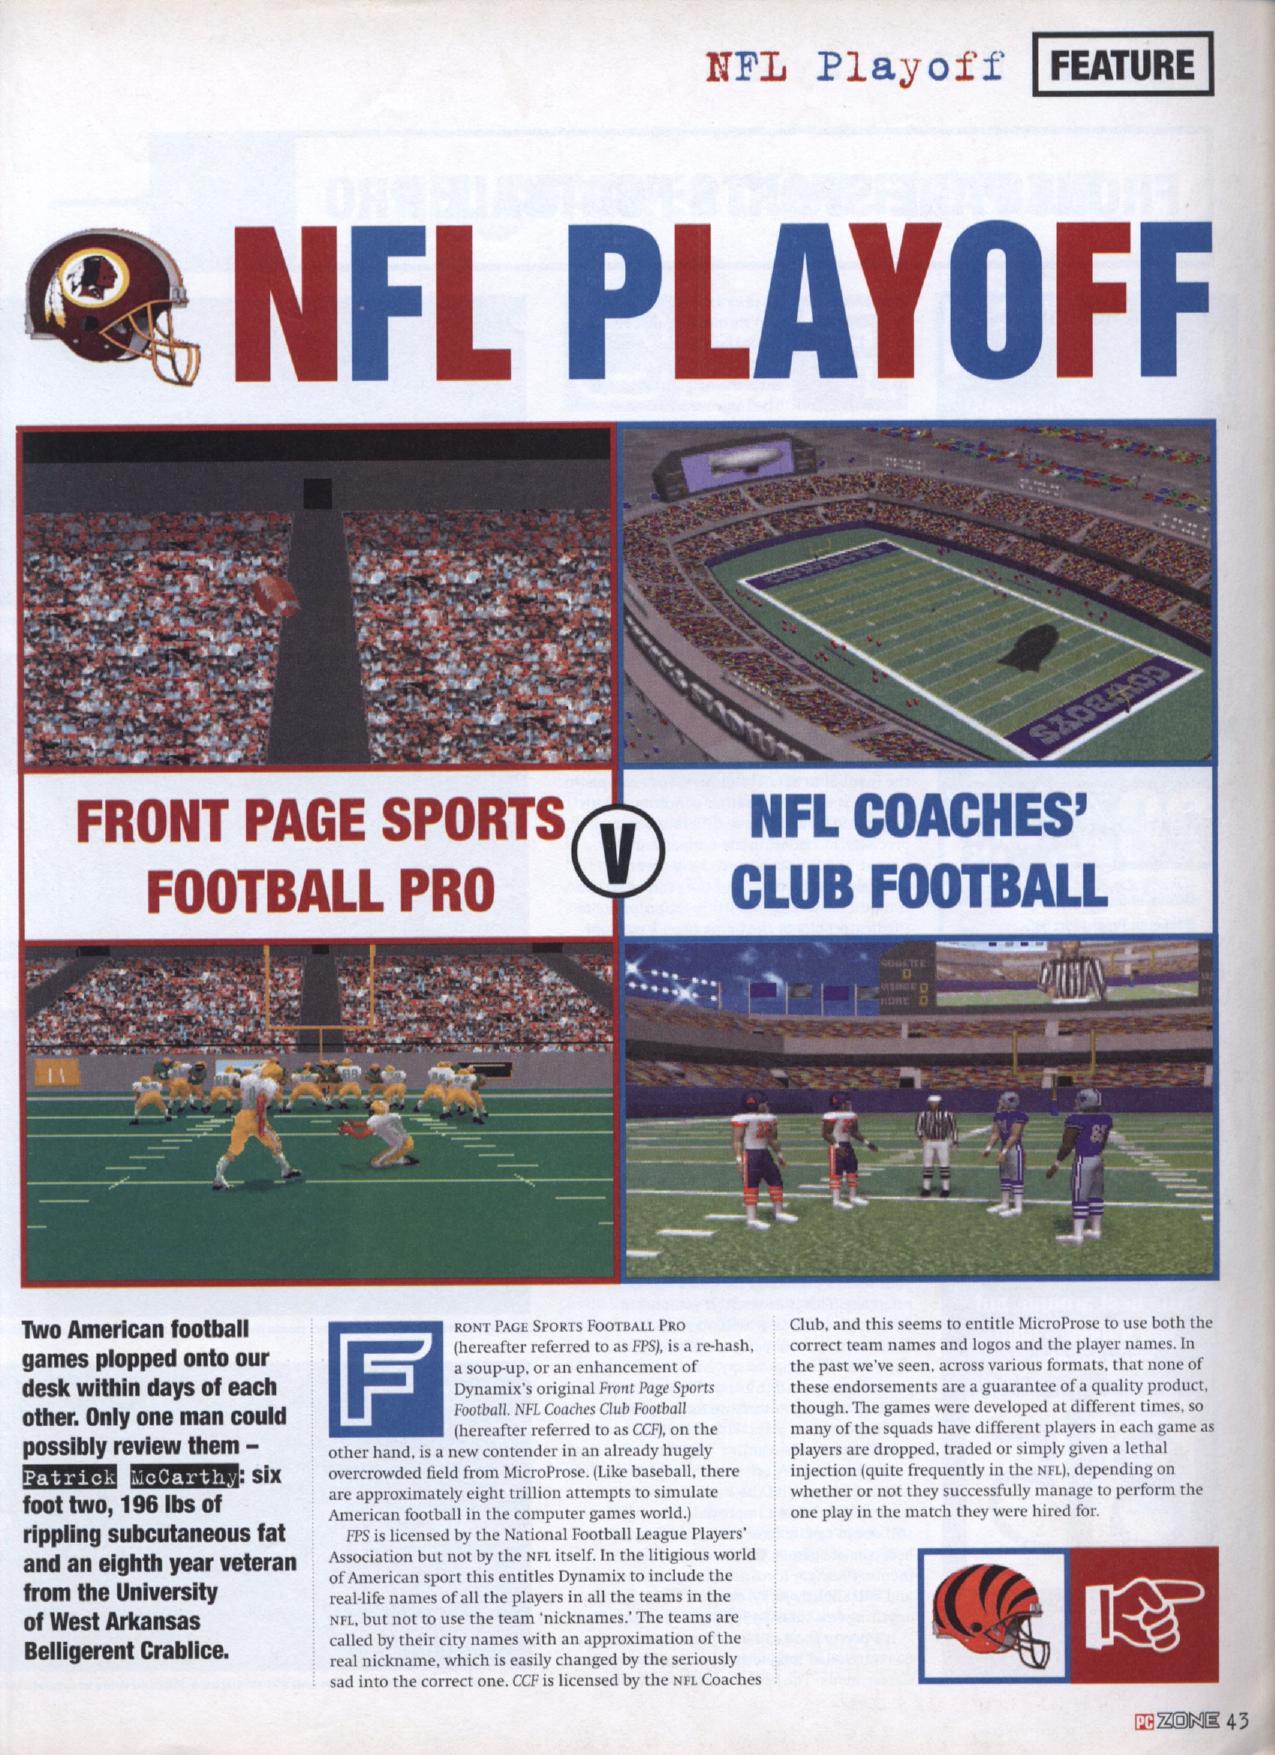 NFL Playoff FEATURE
NFL PLAYOFF
COWBOYS
FRONT PAGE SPORTS
FOOTBALL PRO
V
NFL COACHES'
CLUB FOOTBALL
Two American football
games plopped onto our
desk within days of each
other. Only one man could
possibly review them –
Patrick McCarthy: six
foot two, 196 lbs of
rippling subcutaneous fat
and an eighth year veteran
from the University
of West Arkansas
Belligerent Crablice.
FRONT PAGE SPORTS FOOTBALL PRO
(hereafter referred to as FPS), is a re-hash,
a soup-up, or an enhancement of
Dynamix's original Front Page Sports
Football. NFL Coaches Club Football
(hereafter referred to as CCF), on the
other hand, is a new contender in an already hugely
overcrowded field from MicroProse. (Like baseball, there
are approximately eight trillion attempts to simulate
American football in the computer games world.)
FPS is licensed by the National Football League Players'
Association but not by the NFL itself. In the litigious world
of American sport this entitles Dynamix to include the
real-life names of all the players in all the teams in the
NFL, but not to use the team 'nicknames.' The teams are
called by their city names with an approximation of the
real nickname, which is easily changed by the seriously
sad into the correct one. CCF is licensed by the NFL Coaches
Club, and this seems to entitle MicroProse to use both the
correct team names and logos and the player names. In
the past we've seen, across various formats, that none of
these endorsements are a guarantee of a quality product,
though. The games were developed at different times, so
many of the squads have different players in each game as
players are dropped, traded or simply given a lethal
injection (quite frequently in the NFL), depending on
whether or not they successfully manage to perform the
one play in the match they were hired for.
PC ZONE 43